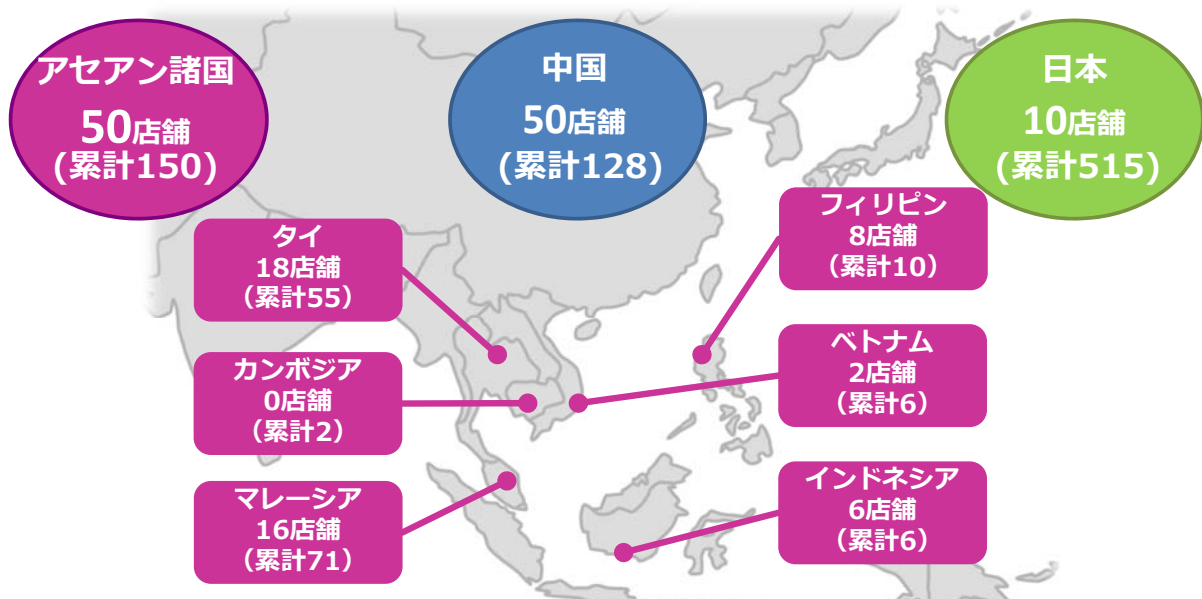 アセアン諸国
50店舗
(累計150)
中国
50店舗
(累計128)
日本
10店舗
(累計515)
タイ
18店舗
（累計55）
カンボジア
0店舗
（累計2）
マレーシア
16店舗
（累計71）
フィリピン
8店舗
（累計10）
ベトナム
2店舗
（累計6）
インドネシア
6店舗
（累計6）